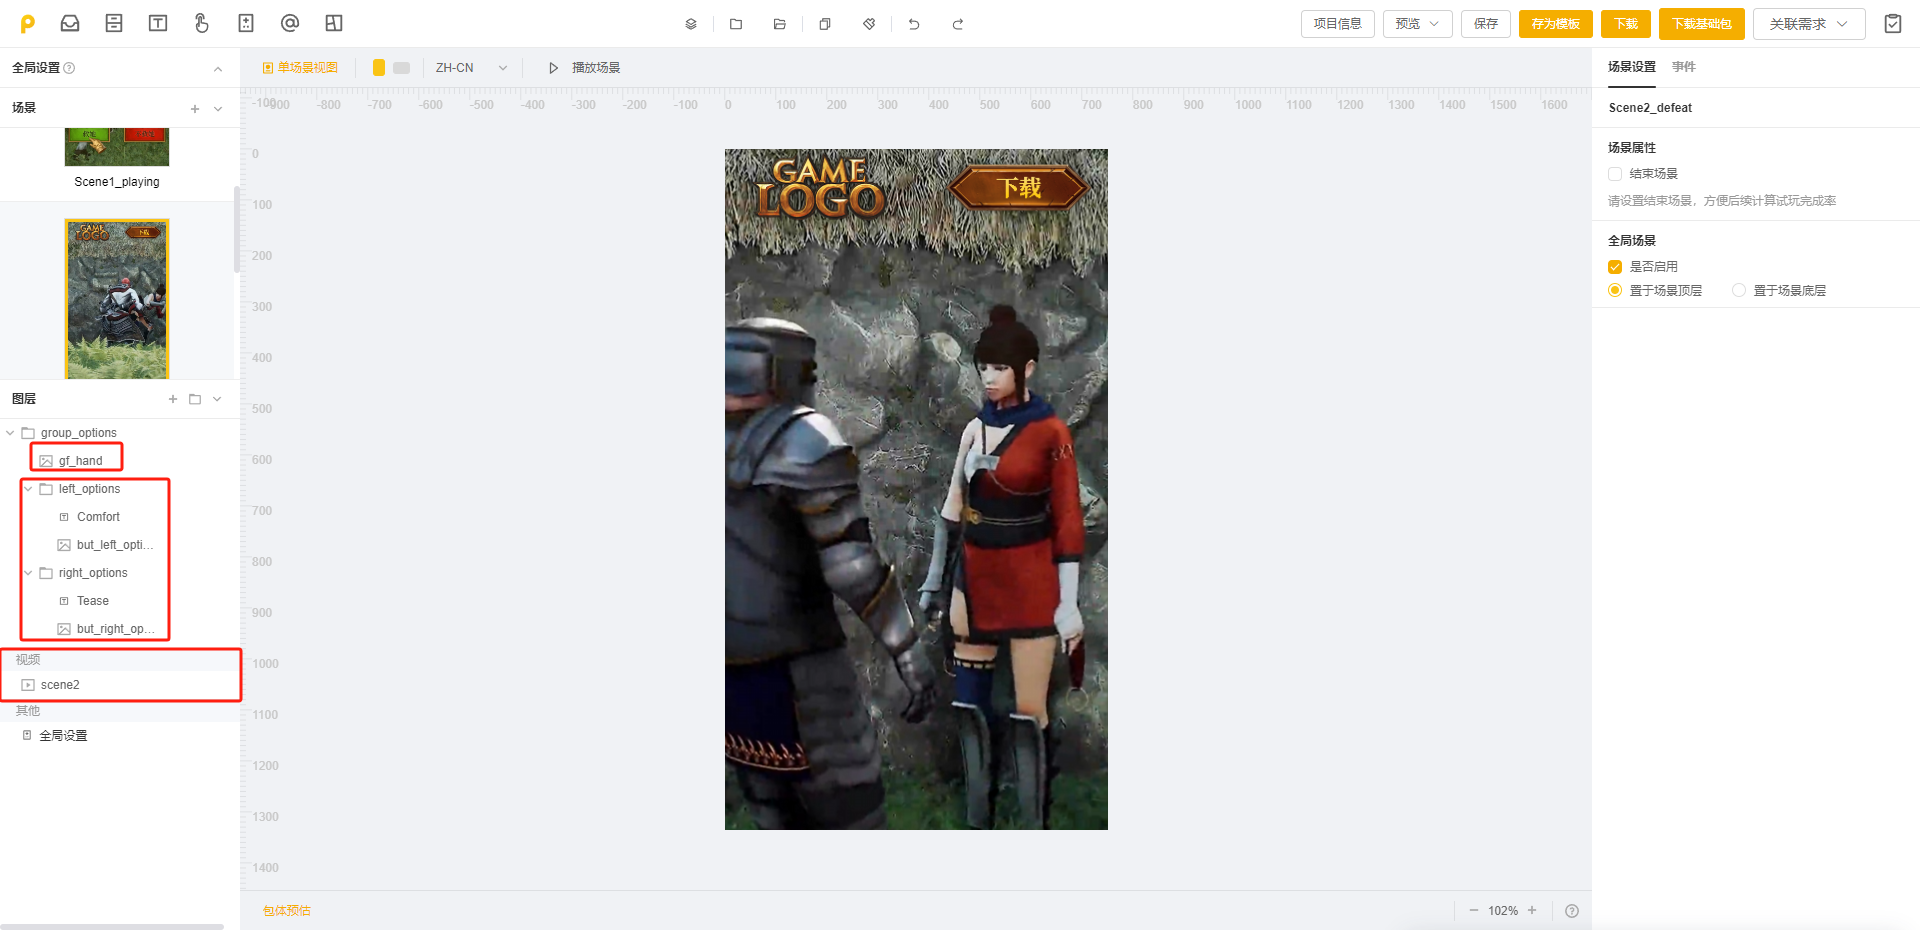 项目信息
预览
保存
存为模板
下载
下载基础包
关联需求
全局设置
单场景视图
ZH-CN
播放场景
场景设置
事件
场景
-100
-900
-800
-700
-600
-500
-400
-300
-200
-100
0
100
200
300
400
500
600
700
800
900
1000
1100
1200
1300
1400
1500
1600
Scene2_defeat
Scene1_playing
场景属性
结束场景
请设置结束场景，方便后续计算试玩完成率
全局场景
是否启用
置于场景顶层
置于场景底层
GAME
LOGO
下载
GAME
LOGO
下载
0
100
200
300
400
500
600
700
800
900
1000
1100
1200
1300
1400
图层
group_options
gf_hand
left_options
Comfort
but_left_opti...
right_options
Tease
but_right_op...
视频
scene2
其他
全局设置
包体预估
102%